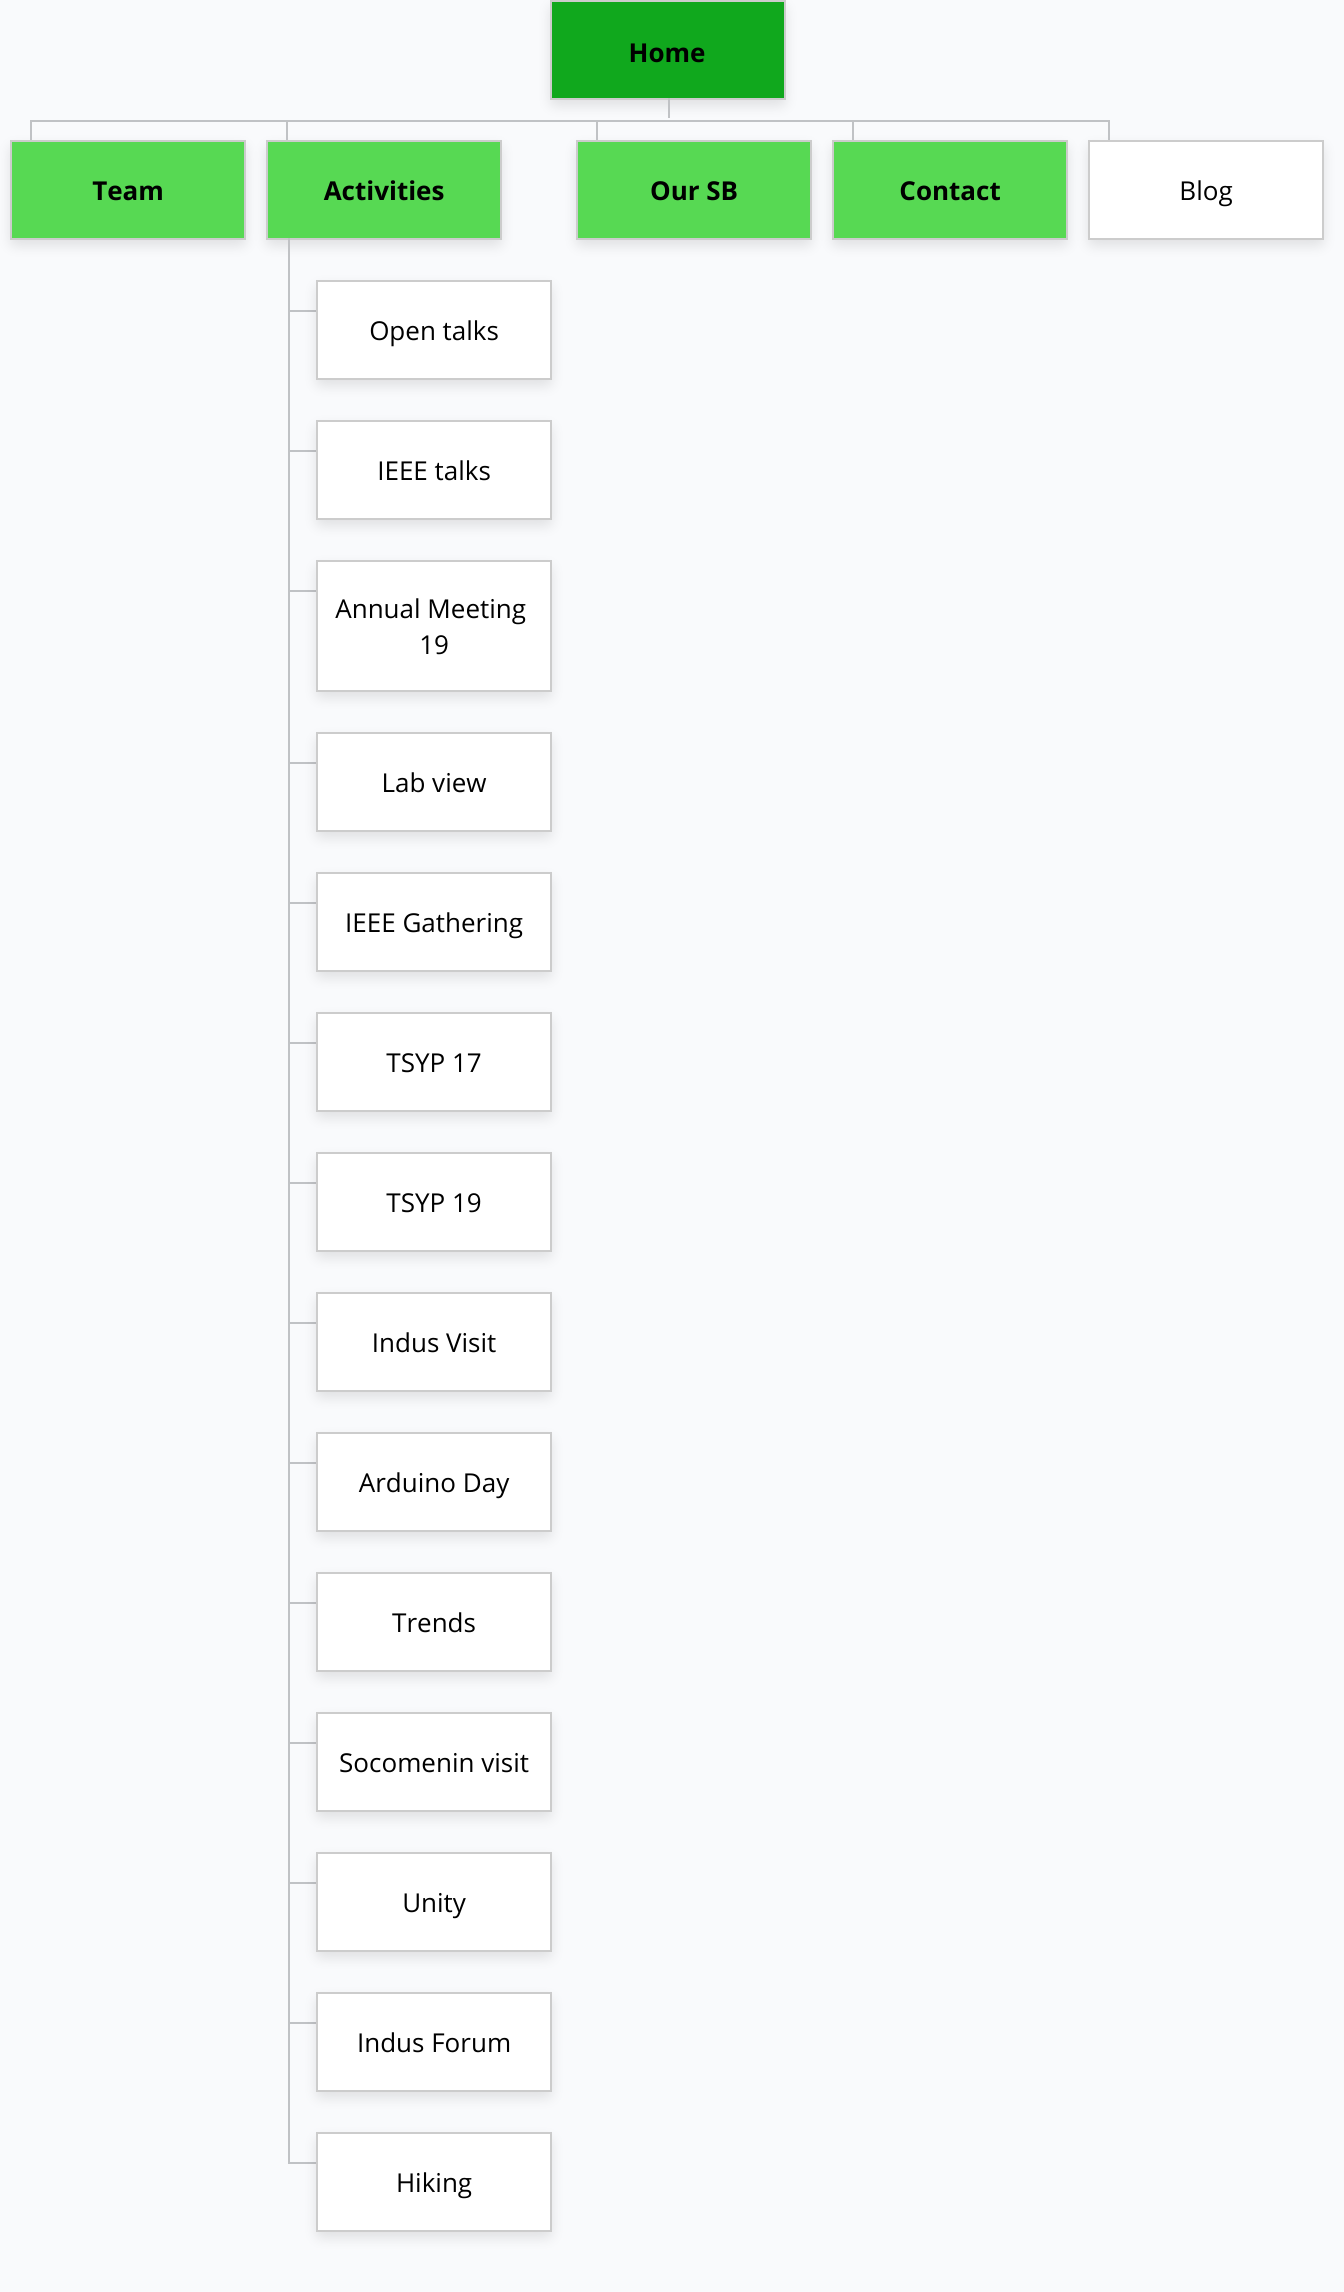 Home
Team
Activities
Our SB
Contact
Blog
Open talks
IEEE talks
Annual Meeting
19
Lab view
IEEE Gathering
TSYP 17
TSYP 19
Indus Visit
Arduino Day
Trends
Socomenin visit
Unity
Indus Forum
Hiking